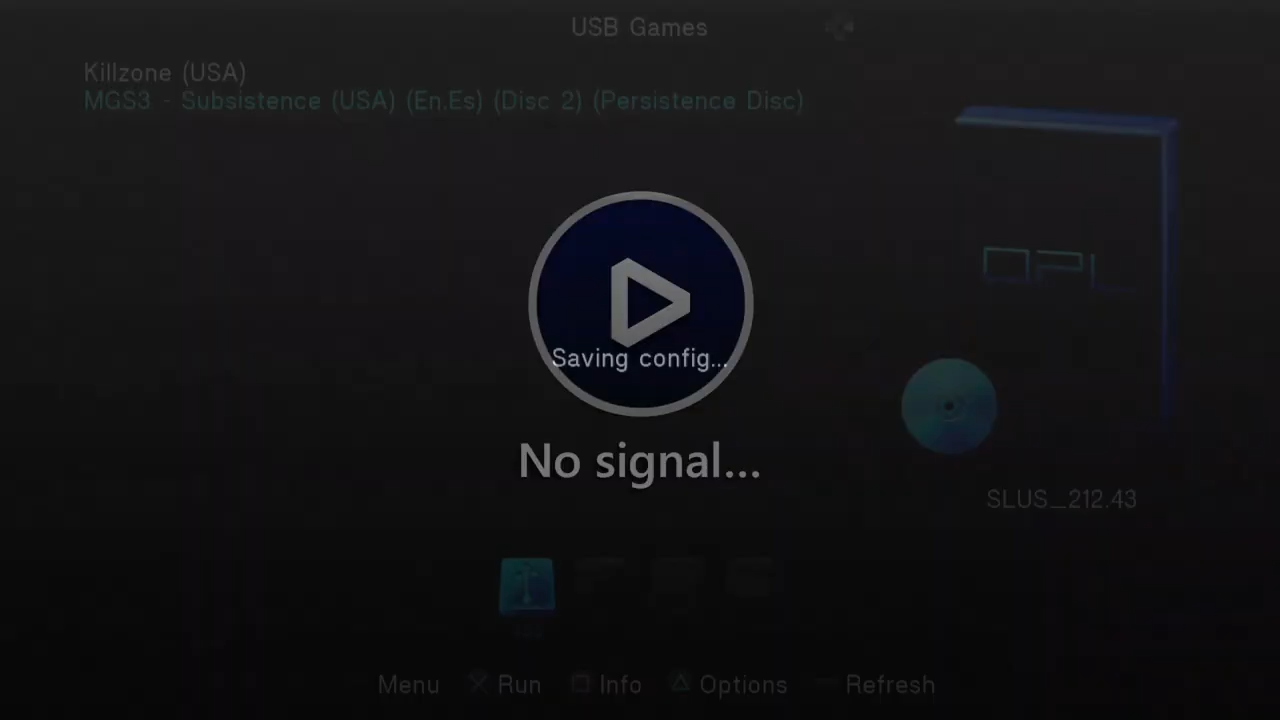 USB Games
Killzone (USA)
MGS3 - Subsistence (USA) (En.Es) (Disc 2) (Persistence Disc)
OPL
Saving config...
No signal...
SLUS_212.43
Menu Run Info Options Refresh